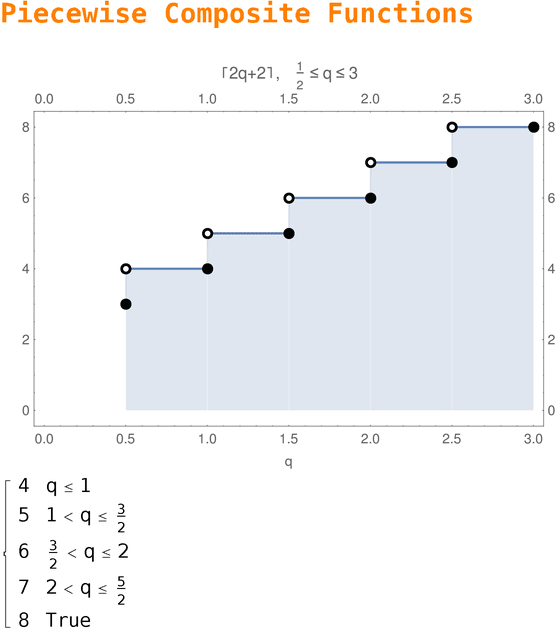 Piecewise Composite Functions
⌈2q+2⌉, 1/2 ≤ q ≤ 3
0.0 0.5 1.0 1.5 2.0 2.5 3.0
8 8
6 6
4 4
2 2
0 0
0.0 0.5 1.0 1.5 2.0 2.5 3.0
q
4 q ≤ 1
5 1 < q ≤ 3/2
6 3/2 < q ≤ 2
7 2 < q ≤ 5/2
8 True